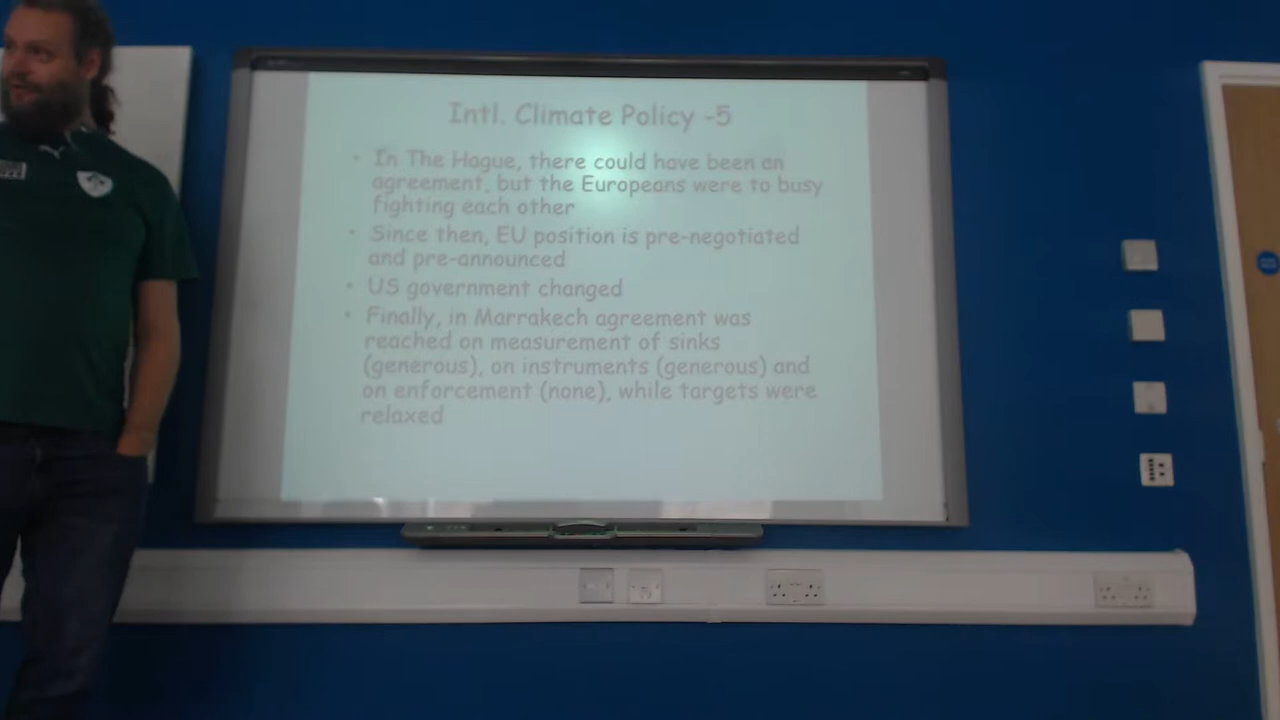 Intl. Climate Policy -5
• In The Hague, there could have been an
agreement, but the Europeans were to busy
fighting each other
• Since then, EU position is pre-negotiated
and pre-announced
• US government changed
• Finally, in Marrakech agreement was
reached on measurement of sinks
(generous), on instruments (generous) and
on enforcement (none), while targets were
relaxed